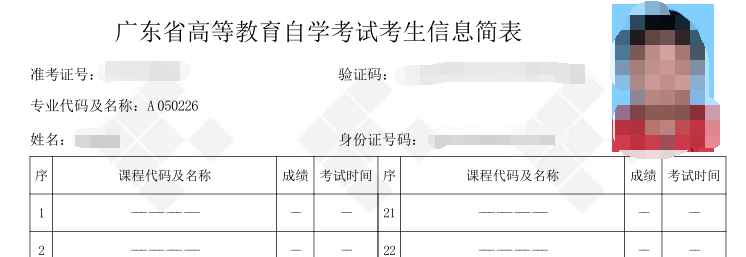 广东省高等教育自学考试考生信息简表
准考证号： 验证码：
专业代码及名称：A050226
姓名： 身份证号码：
序 课程代码及名称 成绩 考试时间 序 课程代码及名称 成绩 考试时间
1 ———— — — 21 ———— — —
2 ———— — — 22 ———— — —